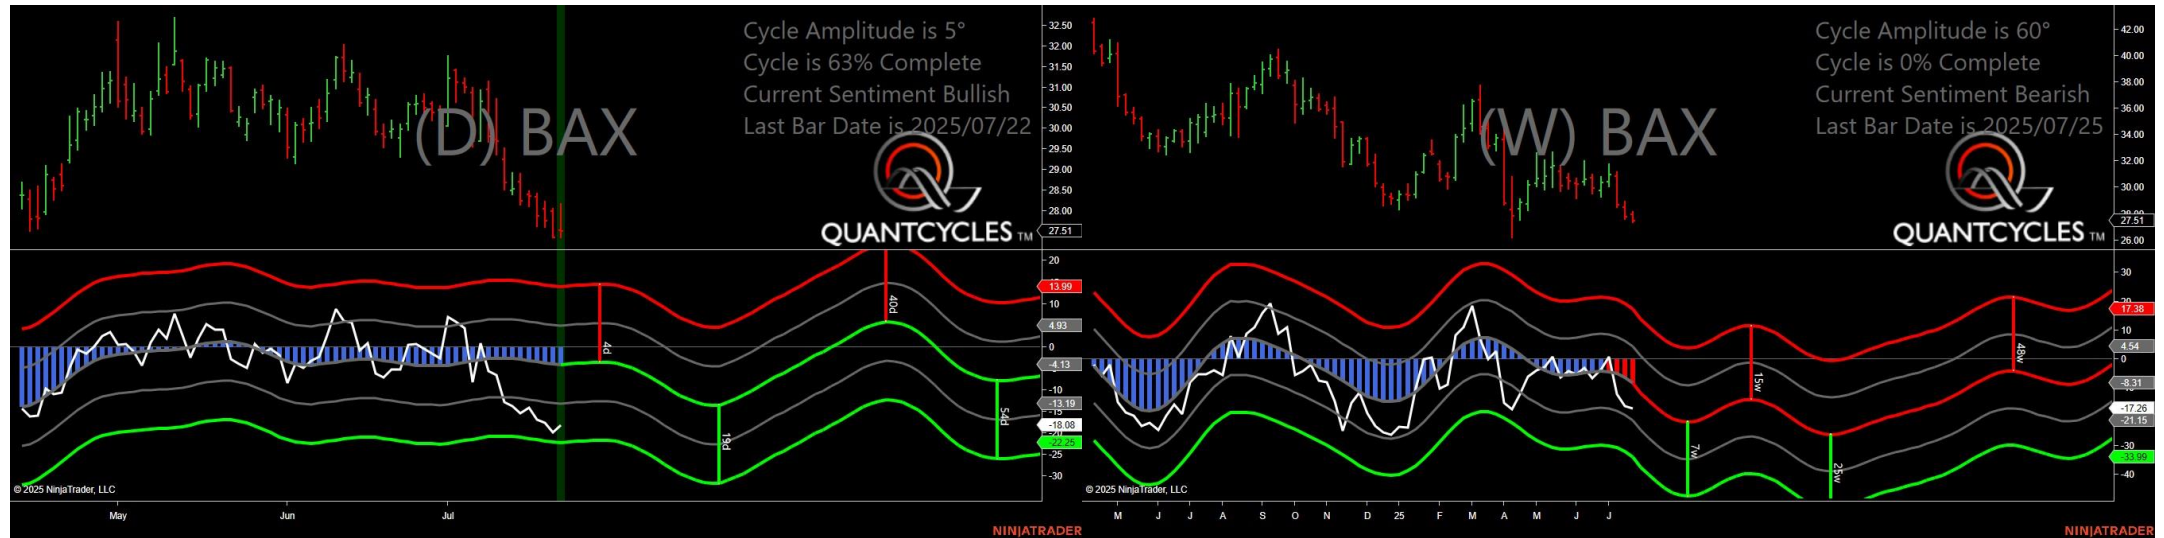 Cycle Amplitude is 5°
Cycle is 63% Complete
Current Sentiment Bullish
Last Bar Date is 2025/07/22
(D) BAX
QUANTCYCLES TM
32.50
32.00
31.50
31.00
30.50
30.00
29.50
29.00
28.50
28.00
27.51
20
13.99
10
4.93
0
-4.13
-10
-13.19
-15
-18.08
-22.25
-25
-30
4d
19d
40d
54d
© 2025 NinjaTrader, LLC
May
Jun
Jul
NINJATRADER
Cycle Amplitude is 60°
Cycle is 0% Complete
Current Sentiment Bearish
Last Bar Date is 2025/07/25
(W) BAX
QUANTCYCLES TM
42.00
40.00
38.00
36.00
34.00
32.00
30.00
27.51
26.00
30
17.38
10
4.54
0
-8.31
-17.26
-21.15
-30
-33.99
-40
7w
15w
25w
48w
© 2025 NinjaTrader, LLC
M
J
J
A
S
O
N
D
25
F
M
A
M
J
J
NINJATRADER